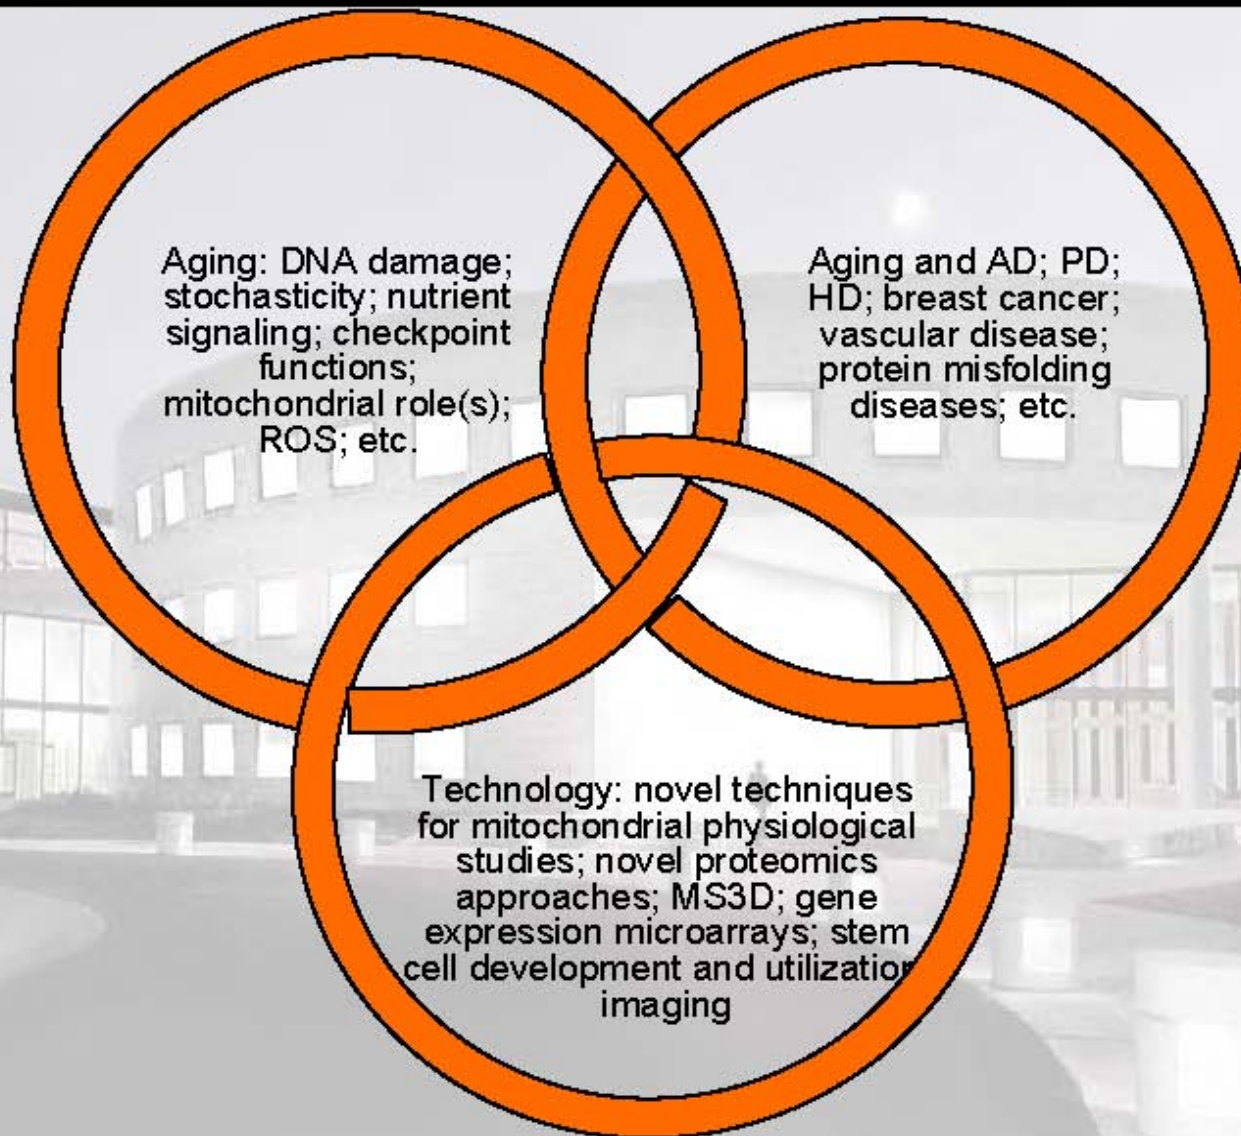 Aging: DNA damage;
stochasticity; nutrient
signaling; checkpoint
functions;
mitochondrial role(s);
ROS; etc.
Aging and AD; PD;
HD; breast cancer;
vascular disease;
protein misfolding
diseases; etc.
Technology: novel techniques
for mitochondrial physiological
studies; novel proteomics
approaches; MS3D; gene
expression microarrays; stem
cell development and utilization
imaging